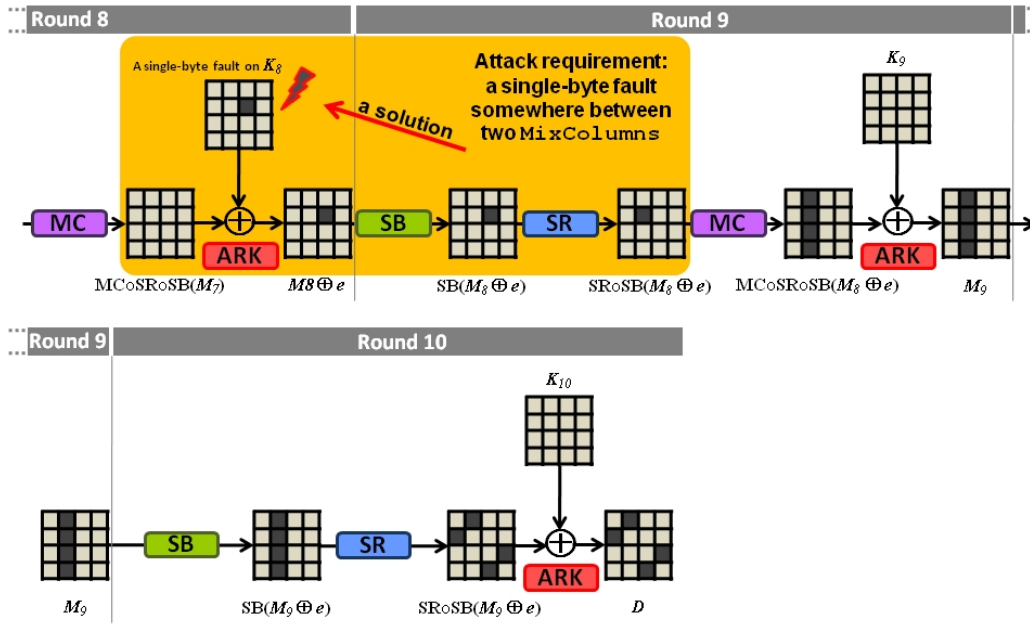 Round 8
Round 9
A single-byte fault on K8
Attack requirement:
a single-byte fault
somewhere between
two MixColumns
a solution
K9
MC
SB
SR
MC
ARK
ARK
MCoSRoSB(M7)
M8 ⊕ e
SB(M8 ⊕ e)
SRoSB(M8 ⊕ e)
MCoSRoSB(M8 ⊕ e)
M9
Round 9
Round 10
K10
SB
SR
ARK
M9
SB(M9 ⊕ e)
SRoSB(M9 ⊕ e)
D